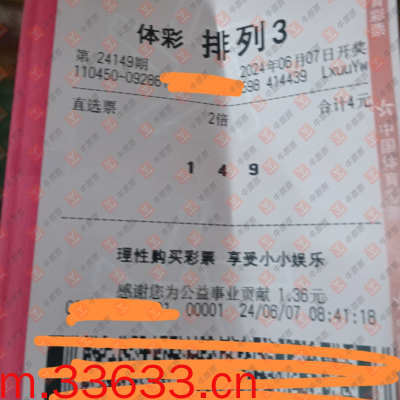 体彩 排列3
第 24149期 2024年06月07日开奖
110450-09286 596 414439 LxuuYw
直选票 2倍 合计4元
1 4 9
理性购买彩票 享受小小娱乐
感谢您为公益事业贡献 1.36元
00001 24/06/07 08:41:18
m.33633.cn